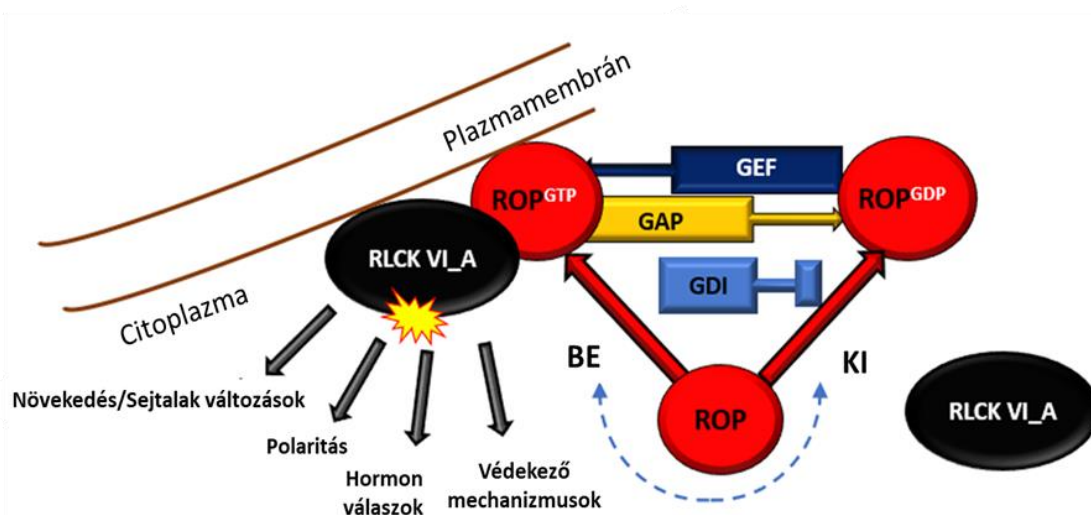 Plazmamembrán
Citoplazma
ROPGTP
GEF
ROPGDP
GAP
RLCK VI_A
GDI
BE
KI
ROP
RLCK VI_A
Növekedés/Sejtalak változások
Polaritás
Hormon
válaszok
Védekező
mechanizmusok